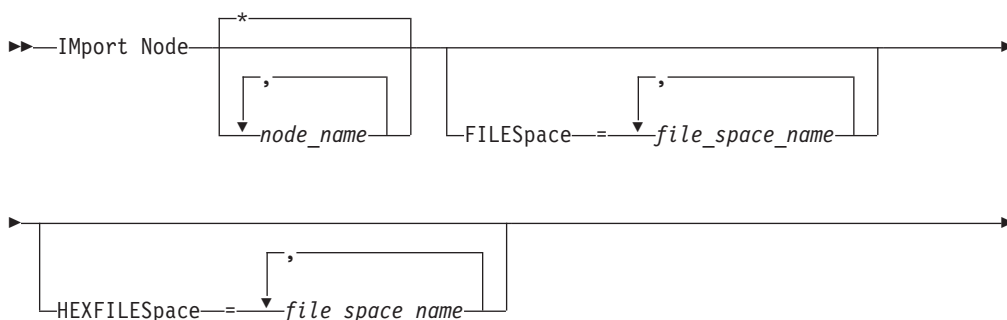 *
IMport Node
,
node_name
,
FILESpace = file_space_name
,
HEXFILESpace = file_space_name